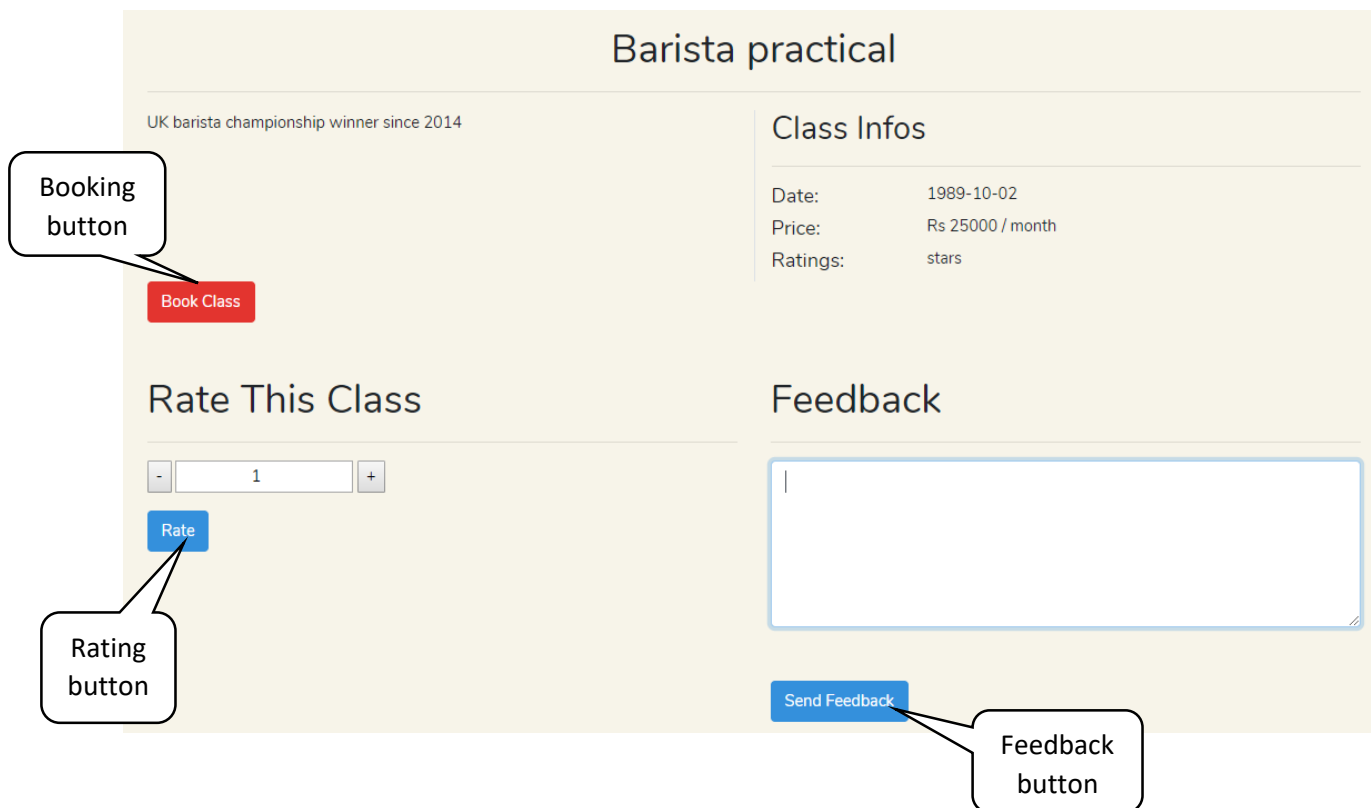 Barista practical
UK barista championship winner since 2014
Class Infos
Date: 1989-10-02
Price: Rs 25000 / month
Ratings: stars
Booking
button
Book Class
Rate This Class
- 1 +
Rate
Rating
button
Feedback
Send Feedback
Feedback
button